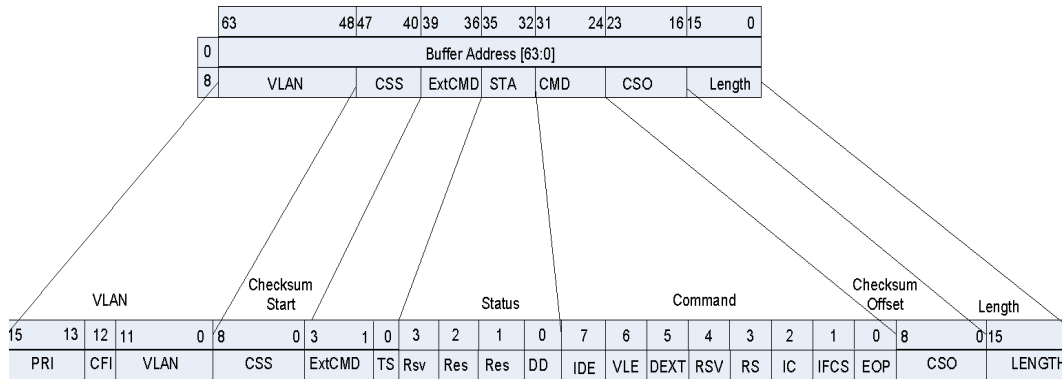 63 48 47 40 39 36 35 32 31 24 23 16 15 0
0 Buffer Address [63:0]
8 VLAN CSS ExtCMD STA CMD CSO Length
VLAN Checksum Start Status Command Checksum Offset Length
15 13 12 11 0 8 0 3 1 0 3 2 1 0 7 6 5 4 3 2 1 0 8 0 15
PRI CFI VLAN CSS ExtCMD TS Rsv Res Res DD IDE VLE DEXT RSV RS IC IFCS EOP CSO LENGTH